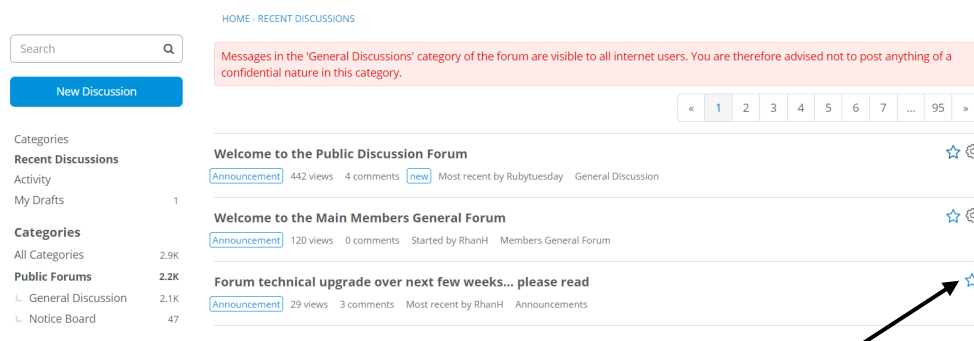 HOME › RECENT DISCUSSIONS
Search
New Discussion
Categories
Recent Discussions
Activity
My Drafts 1
Categories
All Categories 2.9K
Public Forums 2.2K
General Discussion 2.1K
Notice Board 47
Messages in the 'General Discussions' category of the forum are visible to all internet users. You are therefore advised not to post anything of a
confidential nature in this category.
« 1 2 3 4 5 6 7 ... 95 »
Welcome to the Public Discussion Forum
Announcement 442 views 4 comments new Most recent by Rubytuesday General Discussion
Welcome to the Main Members General Forum
Announcement 120 views 0 comments Started by RhanH Members General Forum
Forum technical upgrade over next few weeks... please read
Announcement 29 views 3 comments Most recent by RhanH Announcements